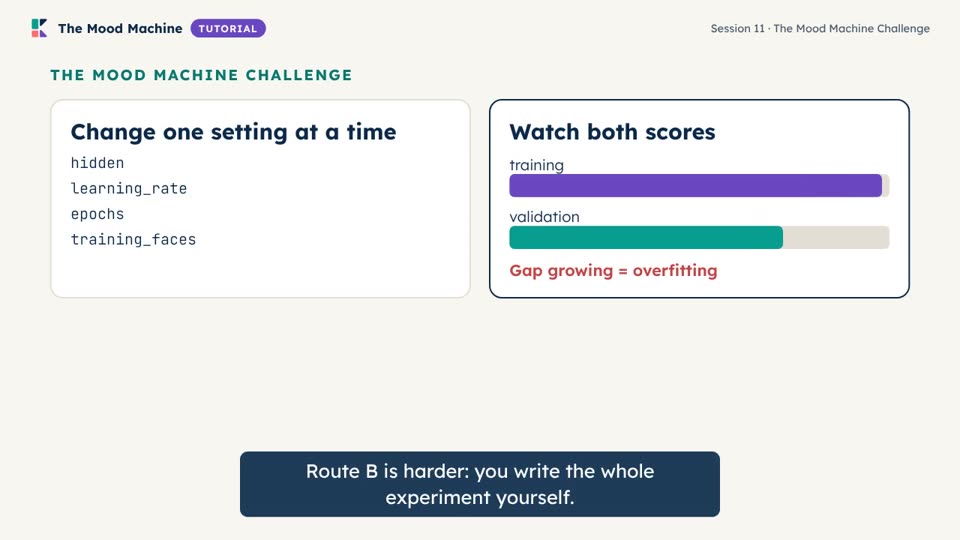 The Mood Machine TUTORIAL
Session 11 · The Mood Machine Challenge
THE MOOD MACHINE CHALLENGE
Change one setting at a time
hidden
learning_rate
epochs
training_faces
Watch both scores
training
validation
Gap growing = overfitting
Route B is harder: you write the whole
experiment yourself.